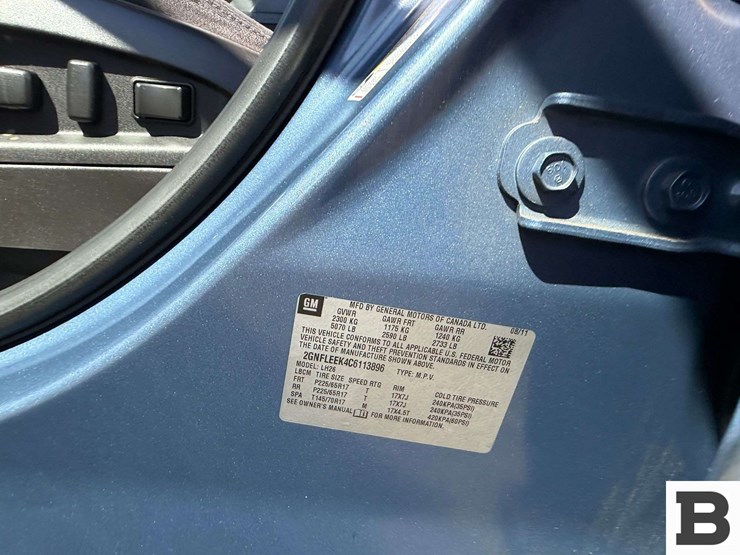 GM
MFD BY GENERAL MOTORS OF CANADA LTD. 08/11
GVWR GAWR FRT GAWR RR
2300 KG 1175 KG 1240 KG
5070 LB 2590 LB 2733 LB
THIS VEHICLE CONFORMS TO ALL APPLICABLE U.S. FEDERAL MOTOR
VEHICLE SAFETY AND THEFT PREVENTION STANDARDS IN EFFECT ON
THE DATE OF MANUFACTURE SHOWN ABOVE.
2GNFLEEK4C6113896 TYPE: M.P.V.
MODEL: LH26
LBCM TIRE SIZE SPEED RTG RIM COLD TIRE PRESSURE
FRT P225/65R17 T 17X7J 240KPA(35PSI)
RR P225/65R17 T 17X7J 240KPA(35PSI)
SPA T145/70R17 M 17X4.5T 420KPA(60PSI)
SEE OWNER'S MANUAL FOR MORE INFORMATION.
B